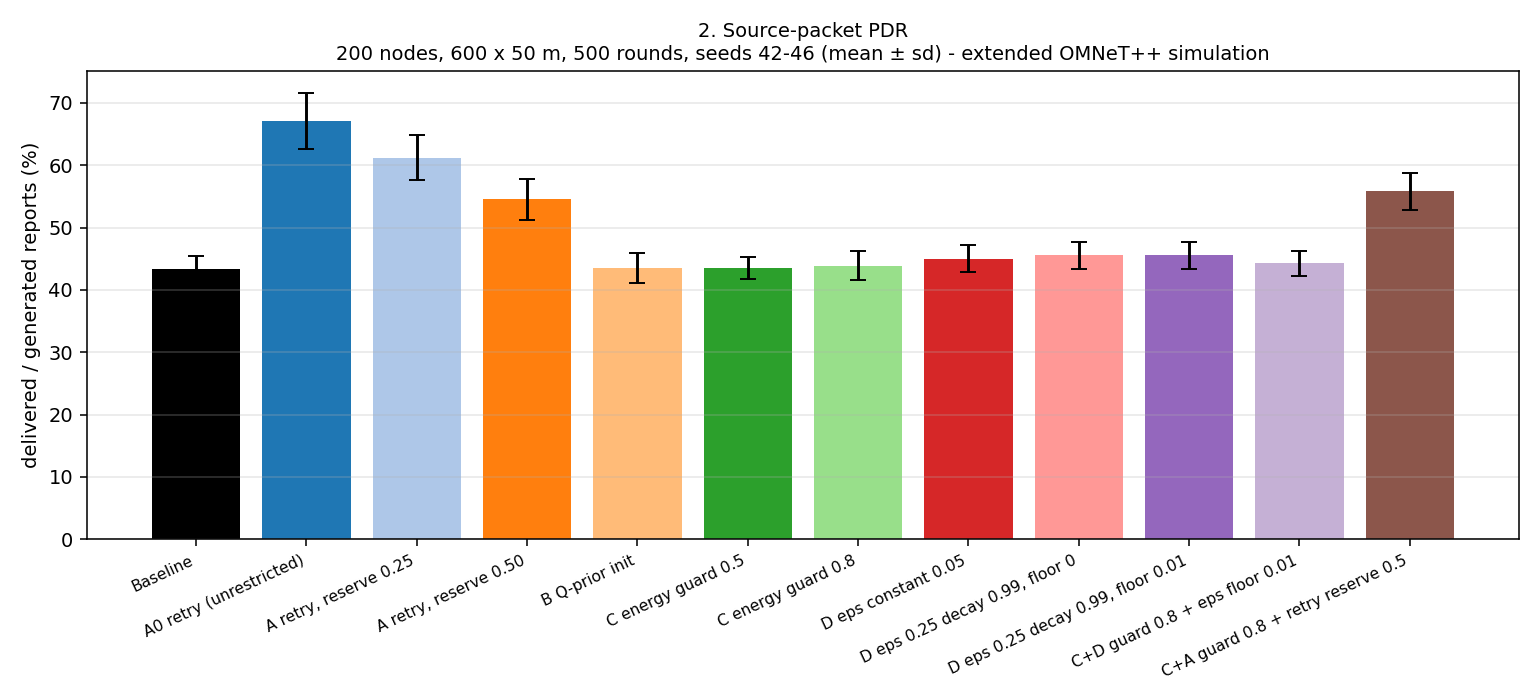 2. Source-packet PDR
200 nodes, 600 x 50 m, 500 rounds, seeds 42-46 (mean ± sd) - extended OMNeT++ simulation
delivered / generated reports (%)
70
60
50
40
30
20
10
0
Baseline
A0 retry (unrestricted)
A retry, reserve 0.25
A retry, reserve 0.50
B Q-prior init
C energy guard 0.5
C energy guard 0.8
D eps constant 0.05
D eps 0.25 decay 0.99, floor 0
D eps 0.25 decay 0.99, floor 0.01
C+D guard 0.8 + eps floor 0.01
C+A guard 0.8 + retry reserve 0.5